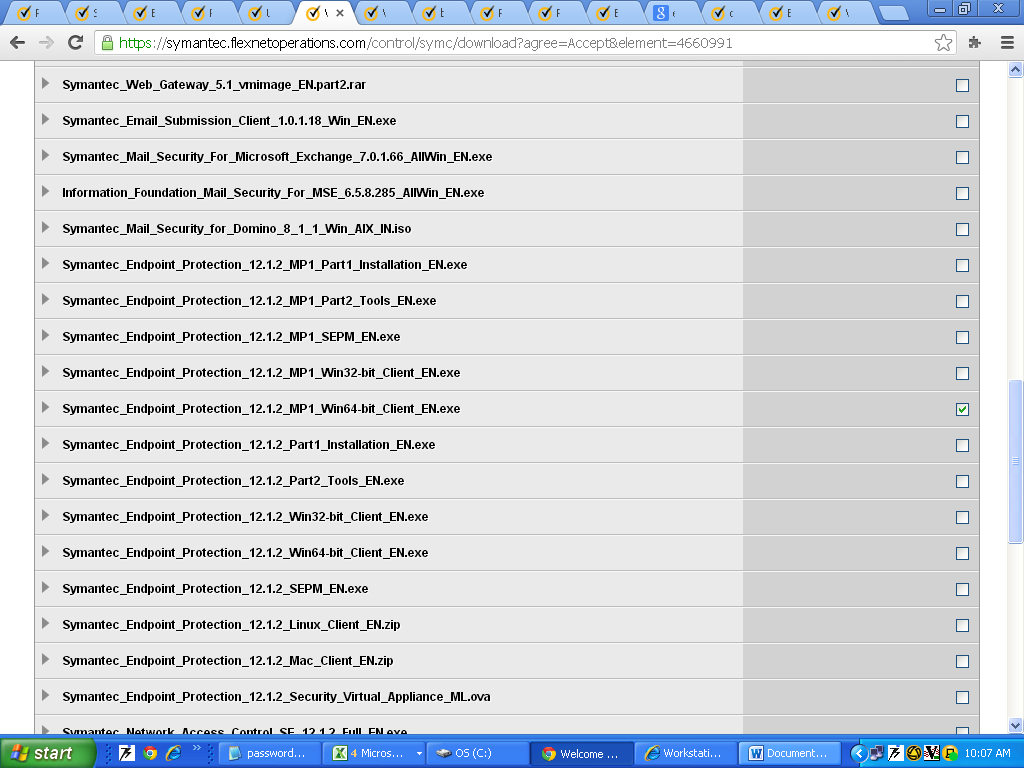 https://symantec.flexnetoperations.com/control/symc/download?agree=Accept&element=4660991
Symantec_Web_Gateway_5.1_vmimage_EN.part2.rar
Symantec_Email_Submission_Client_1.0.1.18_Win_EN.exe
Symantec_Mail_Security_For_Microsoft_Exchange_7.0.1.66_AllWin_EN.exe
Information_Foundation_Mail_Security_For_MSE_6.5.8.285_AllWin_EN.exe
Symantec_Mail_Security_for_Domino_8_1_1_Win_AIX_IN.iso
Symantec_Endpoint_Protection_12.1.2_MP1_Part1_Installation_EN.exe
Symantec_Endpoint_Protection_12.1.2_MP1_Part2_Tools_EN.exe
Symantec_Endpoint_Protection_12.1.2_MP1_SEPM_EN.exe
Symantec_Endpoint_Protection_12.1.2_MP1_Win32-bit_Client_EN.exe
Symantec_Endpoint_Protection_12.1.2_MP1_Win64-bit_Client_EN.exe
Symantec_Endpoint_Protection_12.1.2_Part1_Installation_EN.exe
Symantec_Endpoint_Protection_12.1.2_Part2_Tools_EN.exe
Symantec_Endpoint_Protection_12.1.2_Win32-bit_Client_EN.exe
Symantec_Endpoint_Protection_12.1.2_Win64-bit_Client_EN.exe
Symantec_Endpoint_Protection_12.1.2_SEPM_EN.exe
Symantec_Endpoint_Protection_12.1.2_Linux_Client_EN.zip
Symantec_Endpoint_Protection_12.1.2_Mac_Client_EN.zip
Symantec_Endpoint_Protection_12.1.2_Security_Virtual_Appliance_ML.ova
Symantec_Network_Access_Control_SE_12.1.2_Full_EN.exe
start password... 4 Micros... OS (C:) Welcome ... Workstati... Document... 10:07 AM